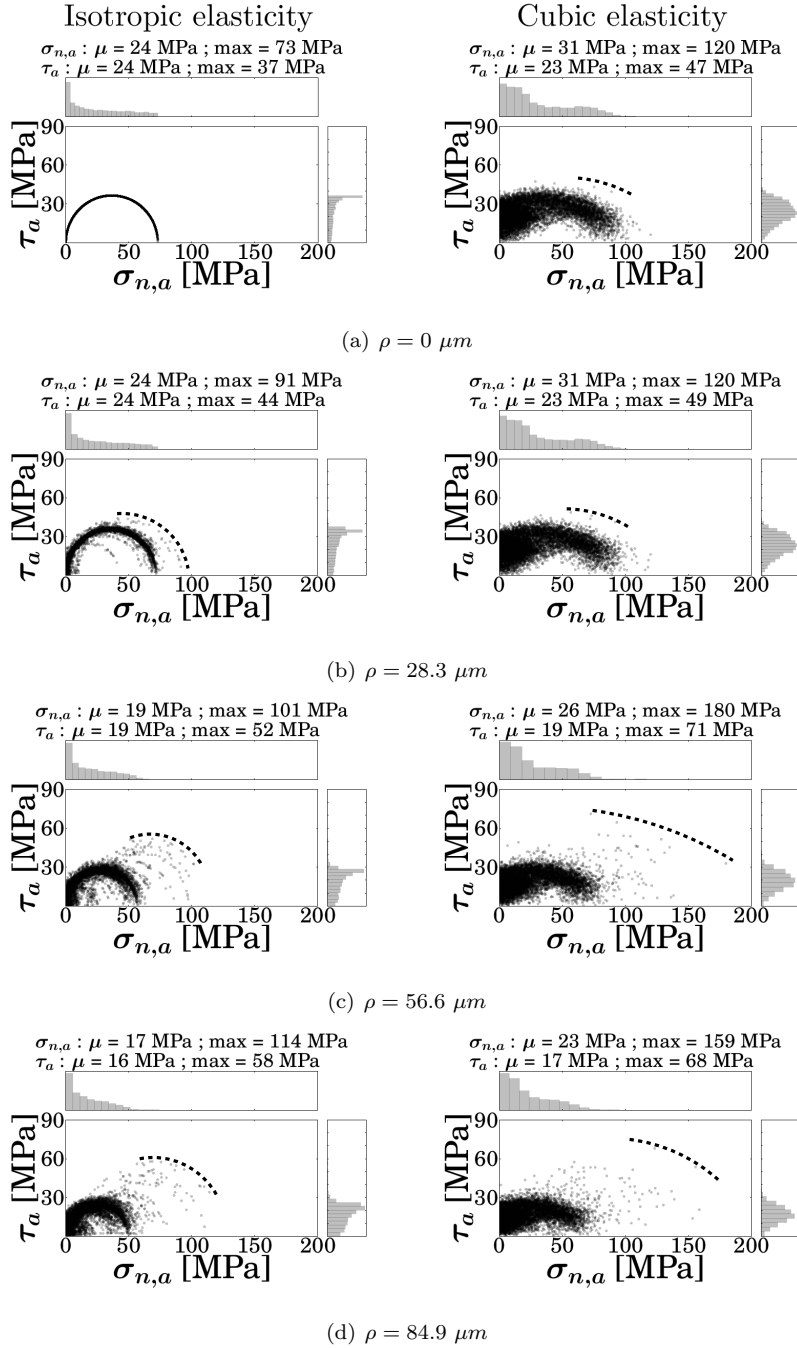 Isotropic elasticity Cubic elasticity
σn,a : μ = 24 MPa ; max = 73 MPa
τa : μ = 24 MPa ; max = 37 MPa
90
60
30
τa [MPa]
0 50 100 150 200
σn,a [MPa]
σn,a : μ = 31 MPa ; max = 120 MPa
τa : μ = 23 MPa ; max = 47 MPa
90
60
30
τa [MPa]
0 50 100 150 200
σn,a [MPa]
(a) ρ = 0 μm
σn,a : μ = 24 MPa ; max = 91 MPa
τa : μ = 24 MPa ; max = 44 MPa
90
60
30
τa [MPa]
0 50 100 150 200
σn,a [MPa]
σn,a : μ = 31 MPa ; max = 120 MPa
τa : μ = 23 MPa ; max = 49 MPa
90
60
30
τa [MPa]
0 50 100 150 200
σn,a [MPa]
(b) ρ = 28.3 μm
σn,a : μ = 19 MPa ; max = 101 MPa
τa : μ = 19 MPa ; max = 52 MPa
90
60
30
τa [MPa]
0 50 100 150 200
σn,a [MPa]
σn,a : μ = 26 MPa ; max = 180 MPa
τa : μ = 19 MPa ; max = 71 MPa
90
60
30
τa [MPa]
0 50 100 150 200
σn,a [MPa]
(c) ρ = 56.6 μm
σn,a : μ = 17 MPa ; max = 114 MPa
τa : μ = 16 MPa ; max = 58 MPa
90
60
30
τa [MPa]
0 50 100 150 200
σn,a [MPa]
σn,a : μ = 23 MPa ; max = 159 MPa
τa : μ = 17 MPa ; max = 68 MPa
90
60
30
τa [MPa]
0 50 100 150 200
σn,a [MPa]
(d) ρ = 84.9 μm